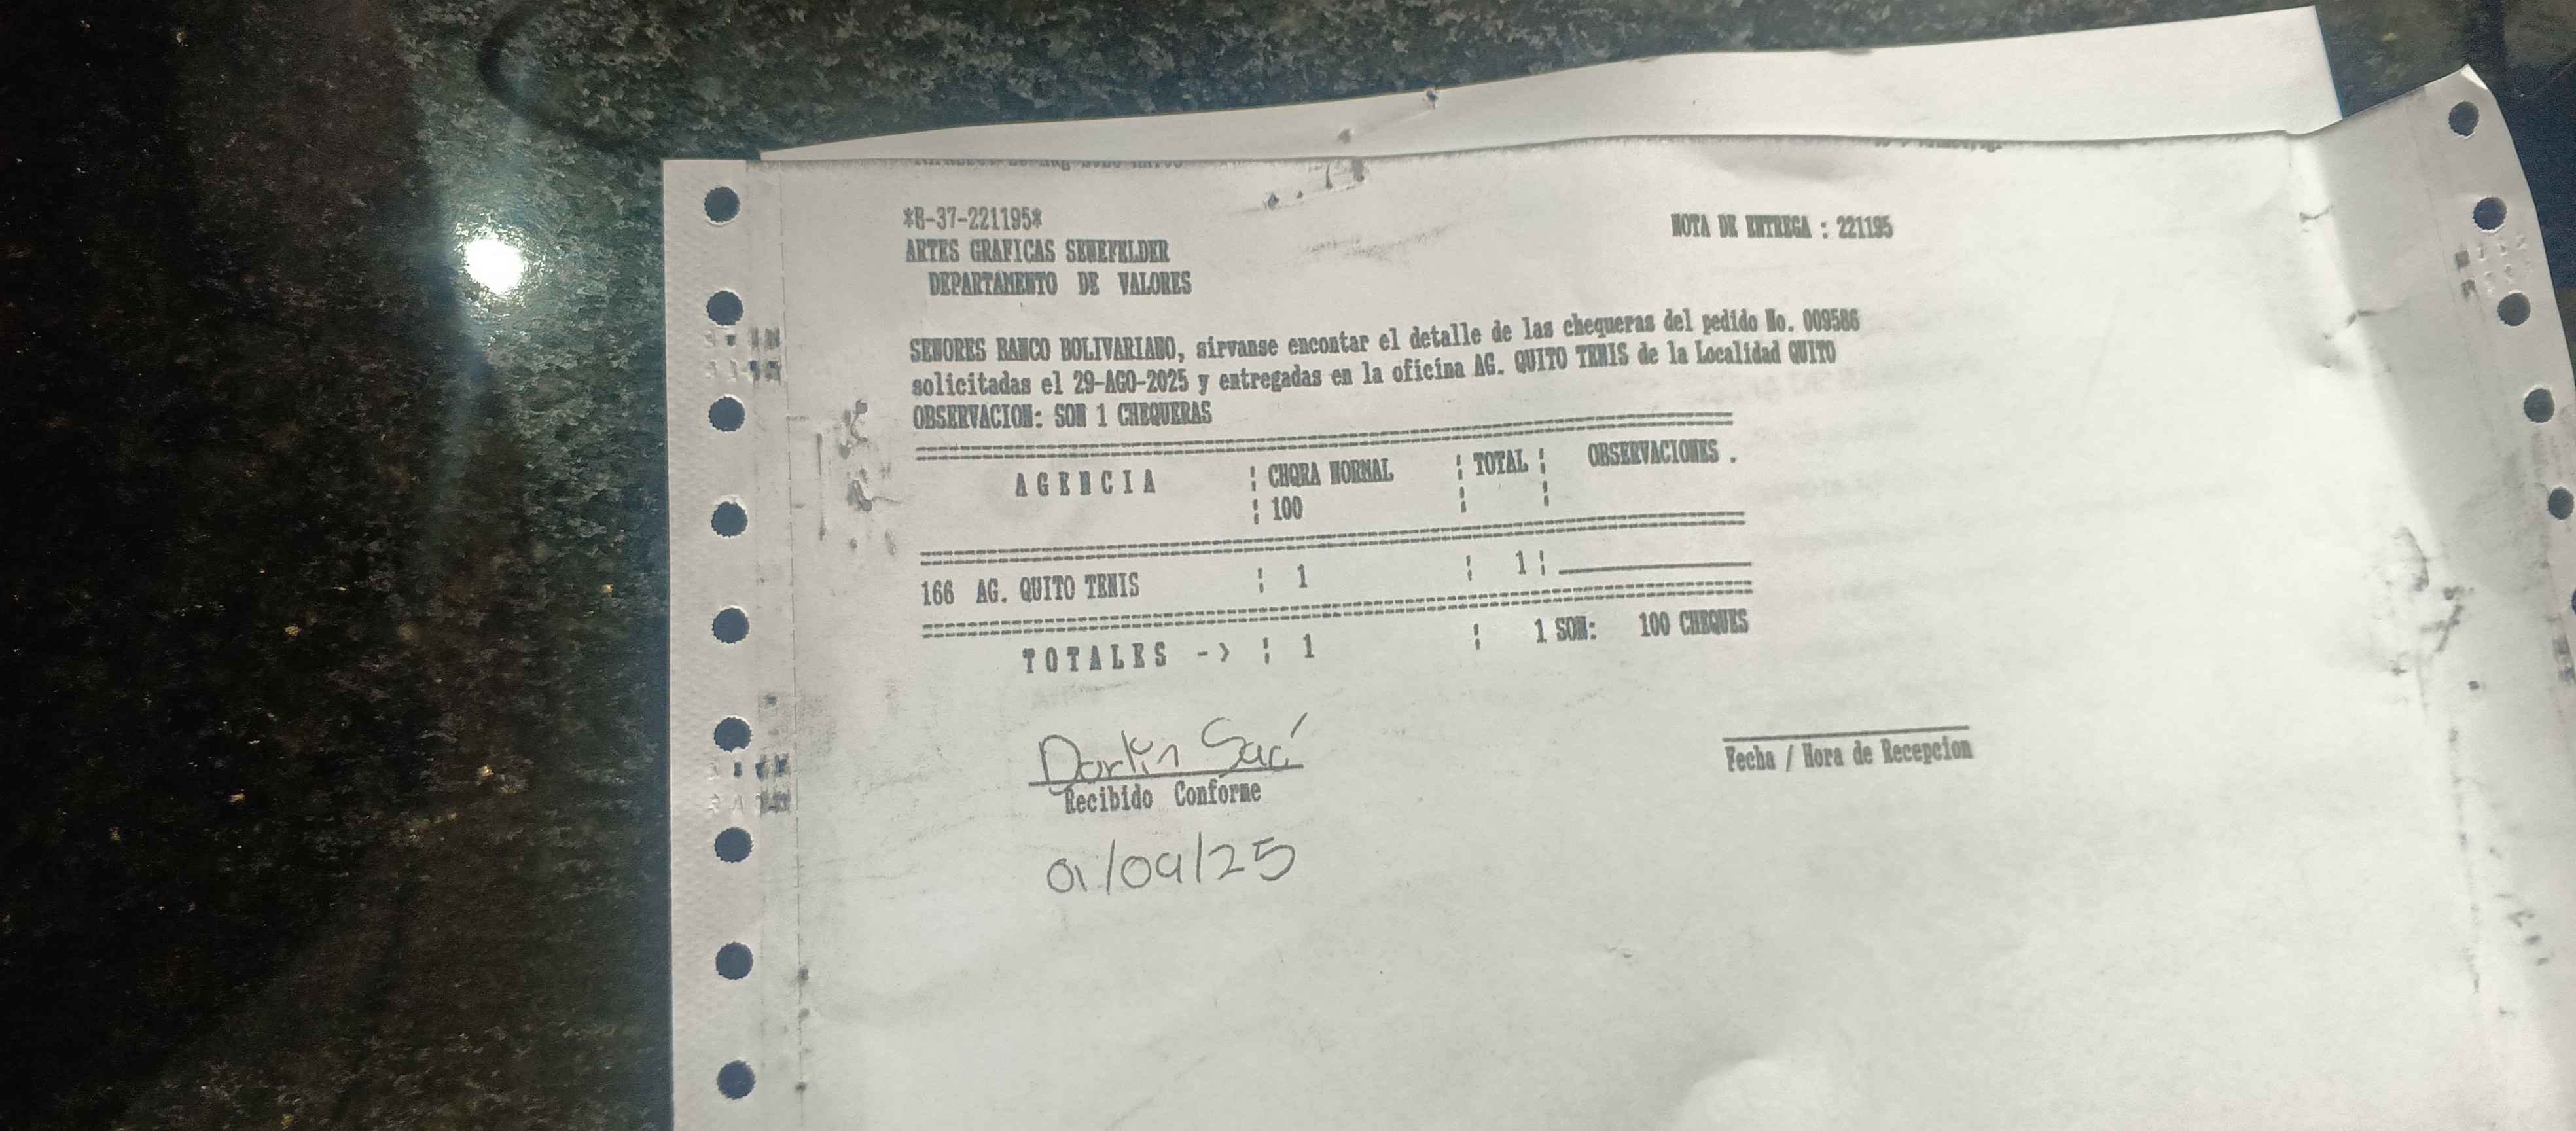 *B-37-221195*
NOTA DE ENTREGA : 221195
ARTES GRAFICAS SENEFELDER
DEPARTAMENTO DE VALORES
SENORES BANCO BOLIVARIANO, sirvanse encontar el detalle de las chequeras del pedido No. 009586
solicitadas el 29-AGO-2025 y entregadas en la oficina AG. QUITO TENIS de la Localidad QUITO
OBSERVACION: SON 1 CHEQUERAS
A G E N C I A ¦ CHQRA NORMAL ¦ TOTAL ¦ OBSERVACIONES .
¦ 100 ¦ ¦
166 AG. QUITO TENIS ¦ 1 ¦ 1 ¦
T O T A L E S -> ¦ 1 ¦ 1 SON: 100 CHEQUES
Fecha / Hora de Recepcion
Recibido Conforme
01/09/25